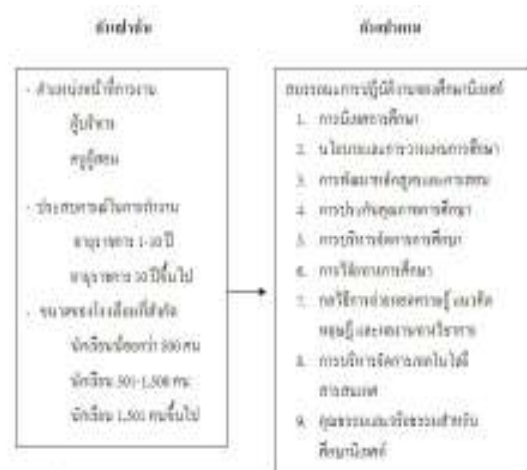 ตัวแปรต้น
- ตำแหน่งหน้าที่การงาน
ผู้บริหาร
ครูผู้สอน
- ประสบการณ์ในการทำงาน
อายุราชการ 1-10 ปี
อายุราชการ 10 ปีขึ้นไป
- ขนาดของโรงเรียนที่สังกัด
นักเรียนน้อยกว่า 500 คน
นักเรียน 501-1,500 คน
นักเรียน 1,501 คนขึ้นไป
ตัวแปรตาม
สมรรถนะการปฏิบัติงานของศึกษานิเทศก์
1. การนิเทศการศึกษา
2. นโยบายและการวางแผนการศึกษา
3. การพัฒนาหลักสูตรและการสอน
4. การประกันคุณภาพการศึกษา
5. การบริหารจัดการการศึกษา
6. การวิจัยทางการศึกษา
7. กลวิธีการถ่ายทอดความรู้ แนวคิด
ทฤษฎี และผลงานทางวิชาการ
8. การบริหารจัดการเทคโนโลยี
สารสนเทศ
9. คุณธรรมและจริยธรรมสำหรับ
ศึกษานิเทศก์